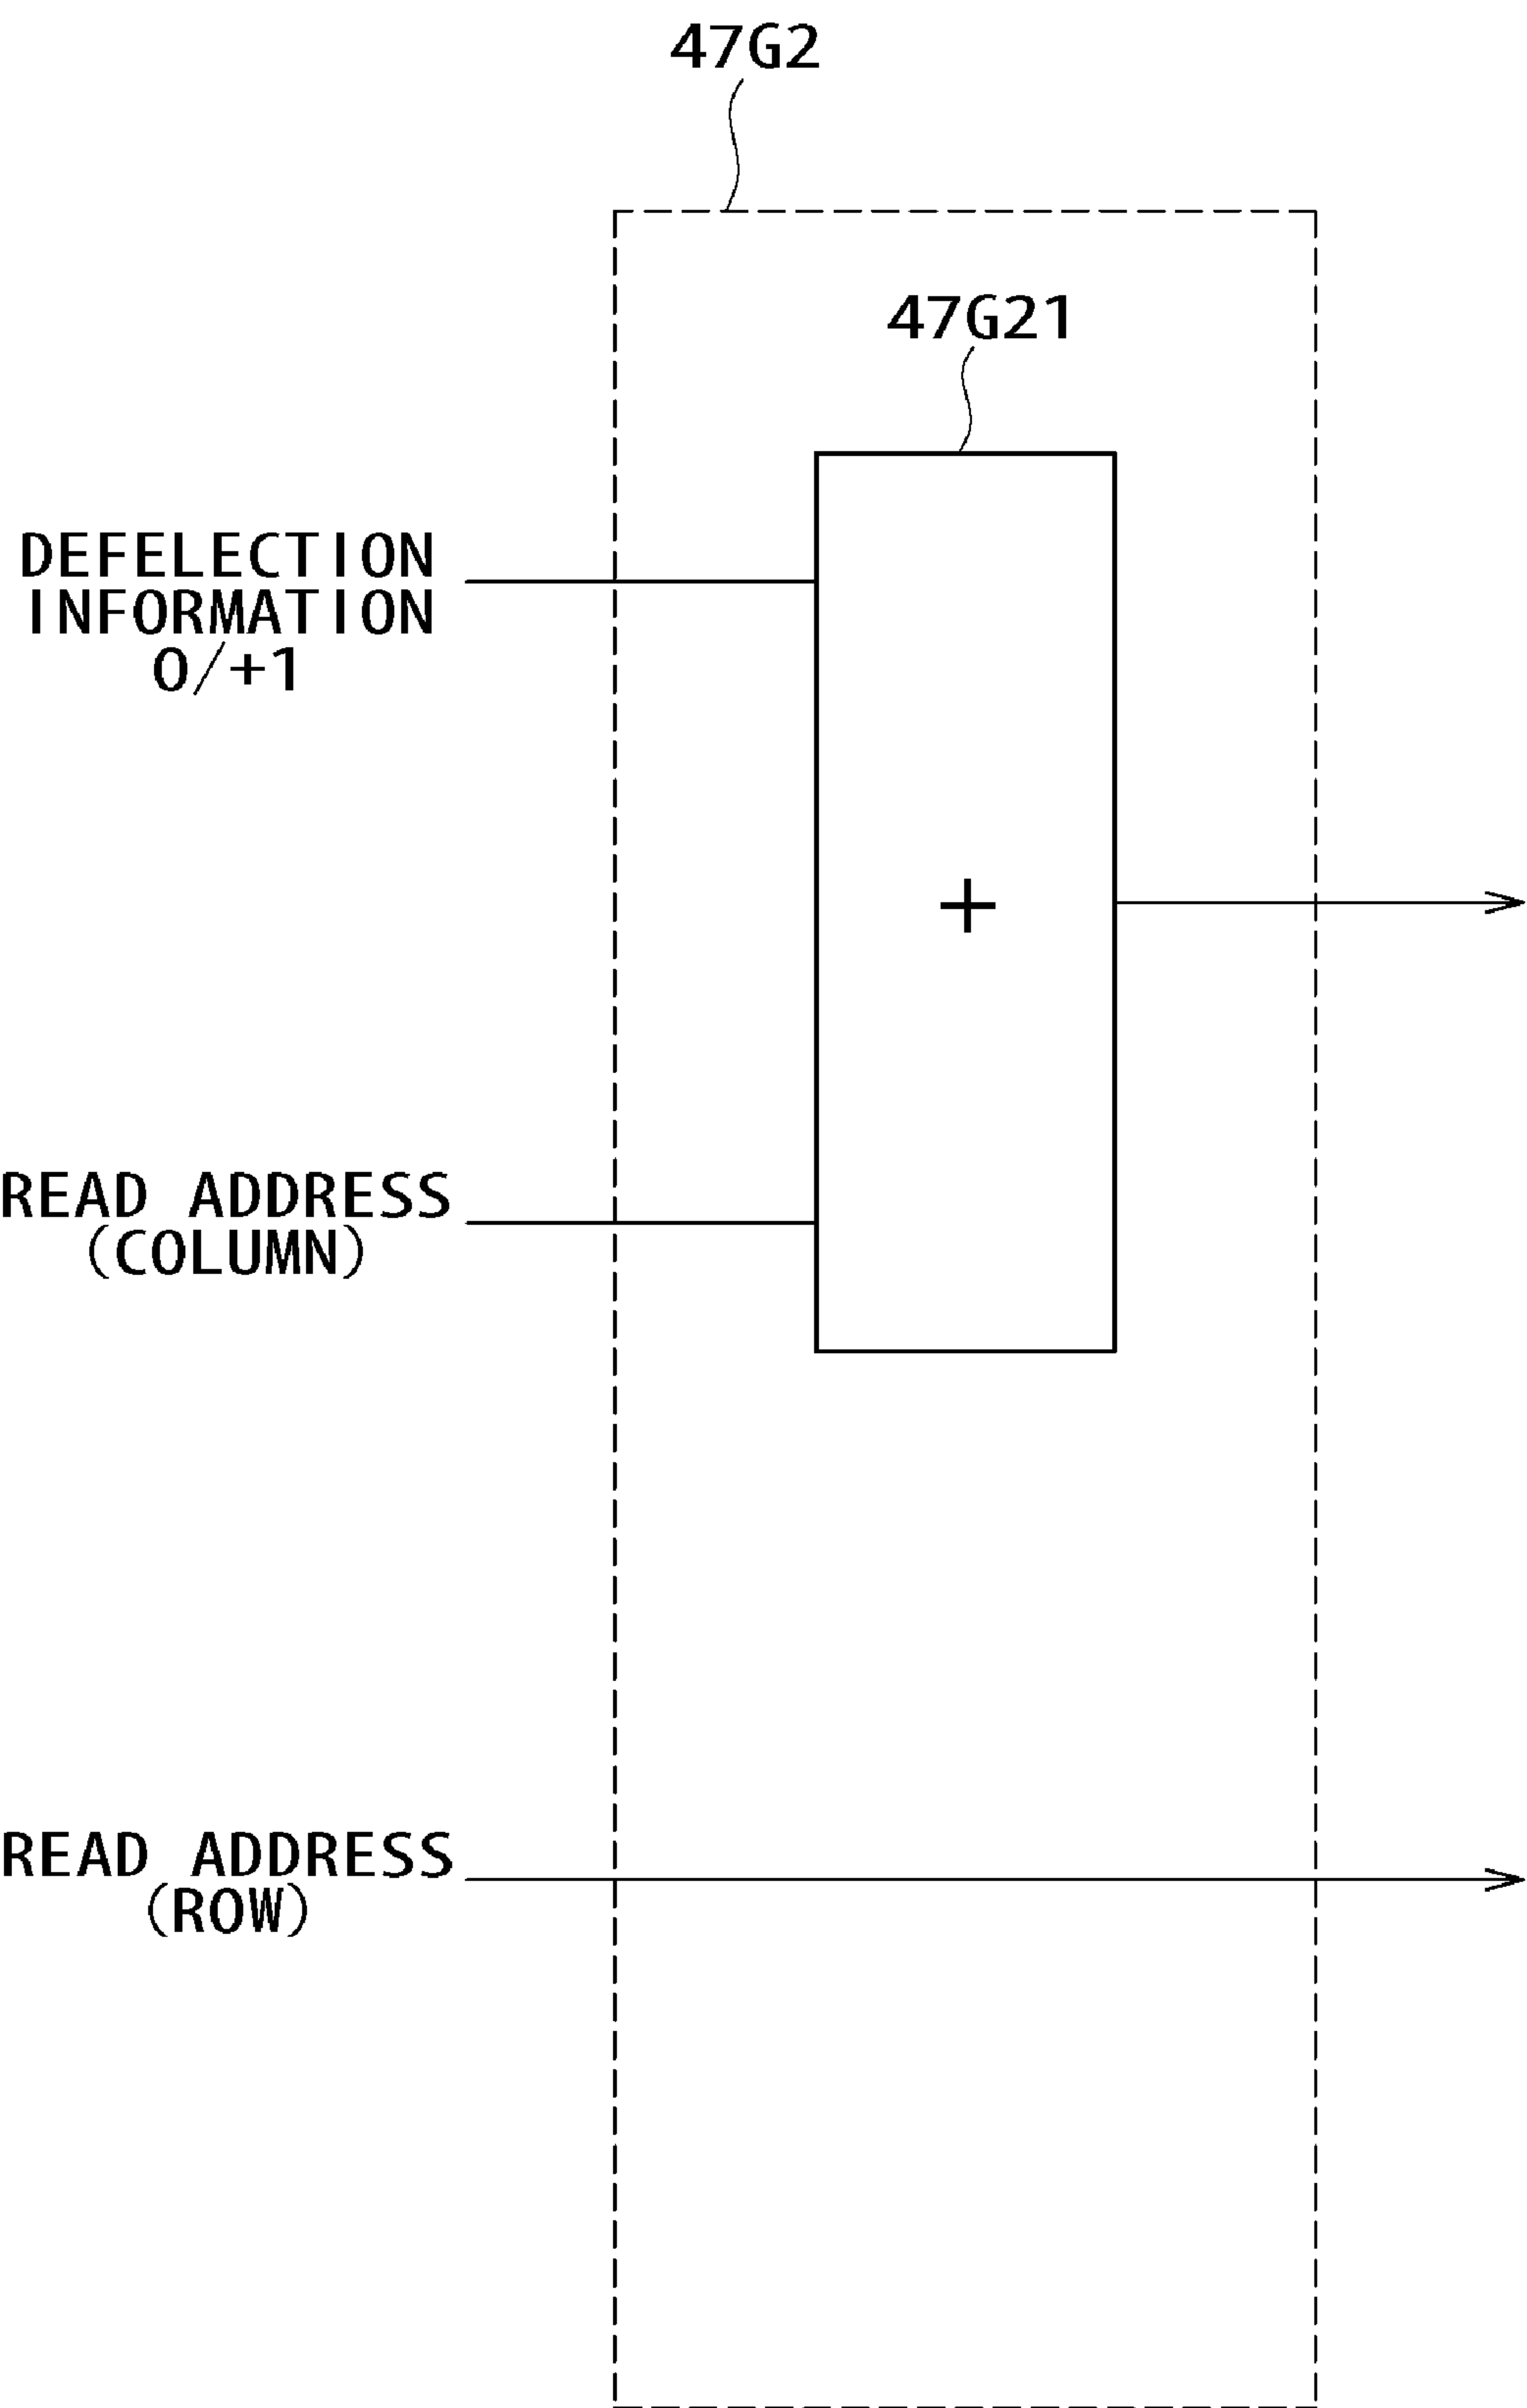 47G2
47G21
DEFELECTION
INFORMATION
0/+1
+
READ ADDRESS
(COLUMN)
READ ADDRESS
(ROW)